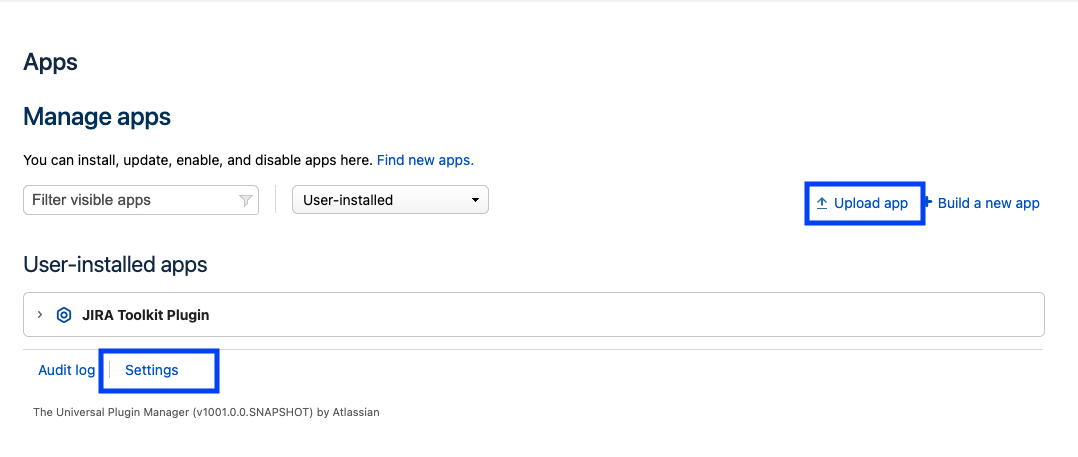 Apps
Manage apps
You can install, update, enable, and disable apps here. Find new apps.
Filter visible apps
User-installed
Upload app
Build a new app
User-installed apps
JIRA Toolkit Plugin
Audit log
Settings
The Universal Plugin Manager (v1001.0.0.SNAPSHOT) by Atlassian